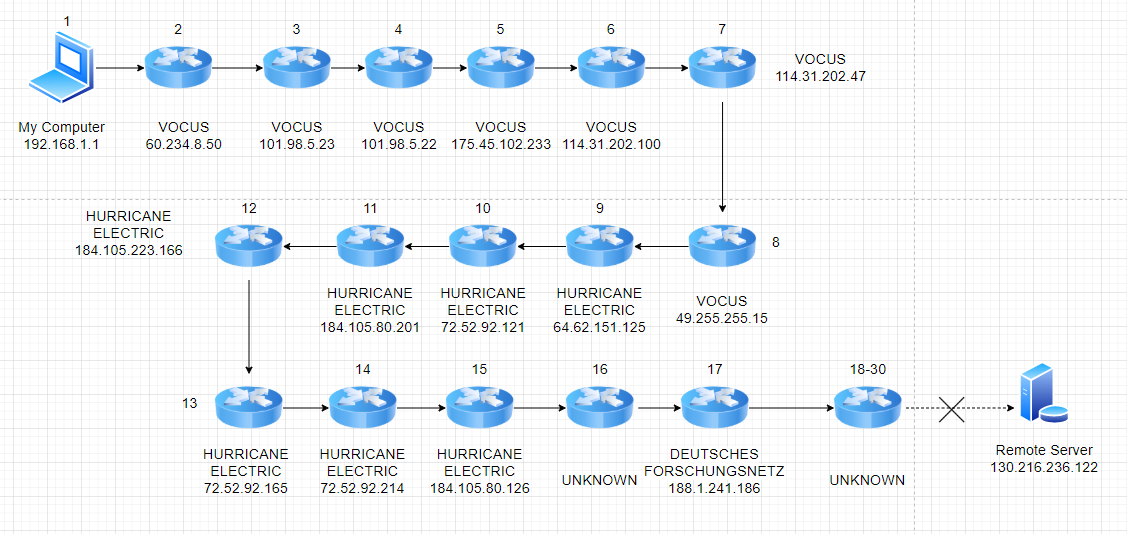 1
2
3
4
5
6
7
VOCUS
114.31.202.47
My Computer
192.168.1.1
VOCUS
60.234.8.50
VOCUS
101.98.5.23
VOCUS
101.98.5.22
VOCUS
175.45.102.233
VOCUS
114.31.202.100
HURRICANE
ELECTRIC
184.105.223.166
12
11
10
9
8
HURRICANE
ELECTRIC
184.105.80.201
HURRICANE
ELECTRIC
72.52.92.121
HURRICANE
ELECTRIC
64.62.151.125
VOCUS
49.255.255.15
13
14
15
16
17
18-30
HURRICANE
ELECTRIC
72.52.92.165
HURRICANE
ELECTRIC
72.52.92.214
HURRICANE
ELECTRIC
184.105.80.126
UNKNOWN
DEUTSCHES
FORSCHUNGSNETZ
188.1.241.186
UNKNOWN
Remote Server
130.216.236.122